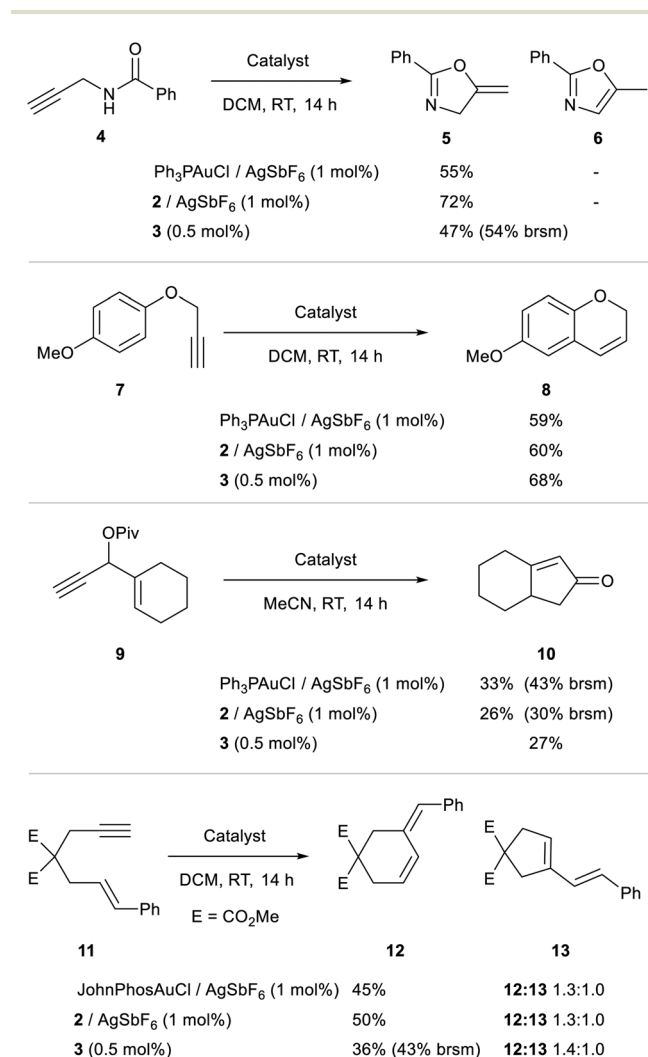 O
N
H
Ph
4
Catalyst
DCM, RT, 14 h
Ph
O
N
5
Ph
O
N
6
Ph₃PAuCl / AgSbF₆ (1 mol%) 55% -
2 / AgSbF₆ (1 mol%) 72% -
3 (0.5 mol%) 47% (54% brsm)
O
MeO
7
Catalyst
DCM, RT, 14 h
O
MeO
8
Ph₃PAuCl / AgSbF₆ (1 mol%) 59%
2 / AgSbF₆ (1 mol%) 60%
3 (0.5 mol%) 68%
OPiv
9
Catalyst
MeCN, RT, 14 h
O
10
Ph₃PAuCl / AgSbF₆ (1 mol%) 33% (43% brsm)
2 / AgSbF₆ (1 mol%) 26% (30% brsm)
3 (0.5 mol%) 27%
E
E
Ph
11
Catalyst
DCM, RT, 14 h
E = CO₂Me
Ph
E
E
12
E
E
Ph
13
JohnPhosAuCl / AgSbF₆ (1 mol%) 45% 12:13 1.3:1.0
2 / AgSbF₆ (1 mol%) 50% 12:13 1.3:1.0
3 (0.5 mol%) 36% (43% brsm) 12:13 1.4:1.0